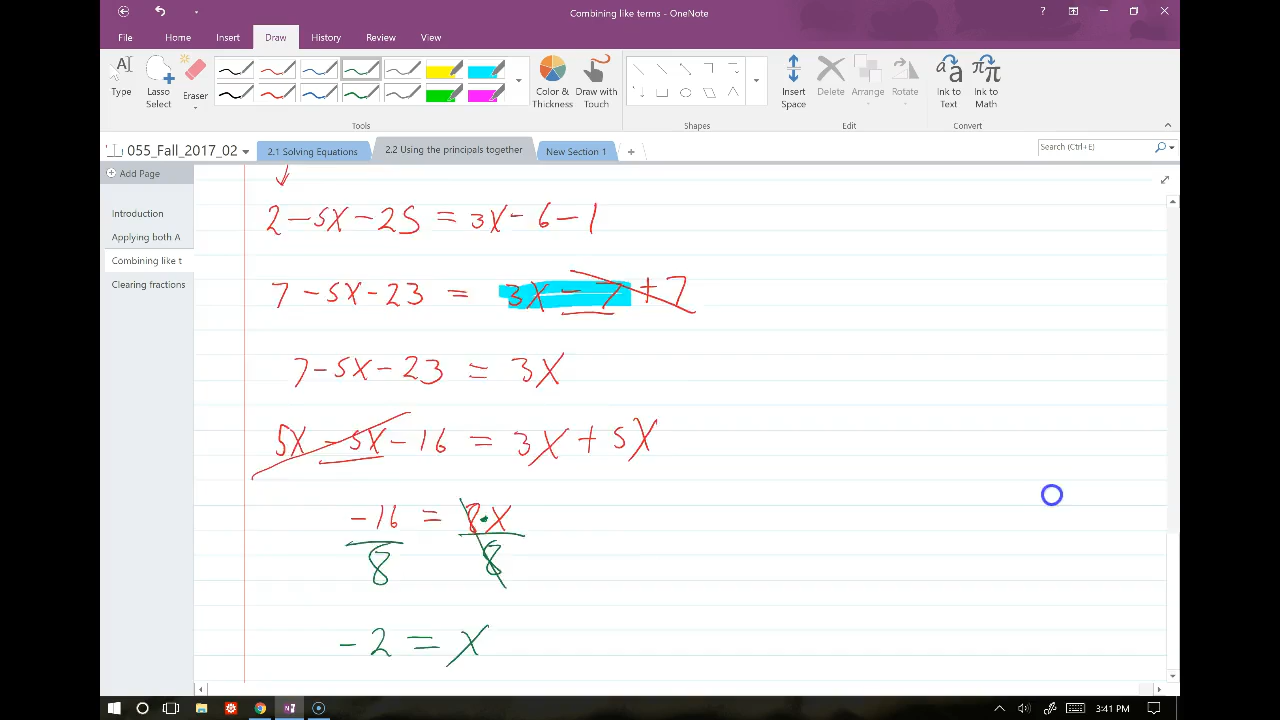 Combining like terms - OneNote
?
File Home Insert Draw History Review View
Type
Lasso Select
Eraser
Color & Thickness
Draw with Touch
Insert Space
Delete
Arrange
Rotate
Ink to Text
Ink to Math
Tools
Shapes
Edit
Convert
055_Fall_2017_02
2.1 Solving Equations
2.2 Using the principals together
New Section 1
Search (Ctrl+E)
Add Page
Introduction
Applying both A
Combining like t
Clearing fractions
2 - 5x - 25 = 3x - 6 - 1
7 - 5x - 23 = 3x - 7 + 7
7 - 5x - 23 = 3x
5x - 5x - 16 = 3x + 5x
-16 = 8·x
8 8
-2 = x
3:41 PM